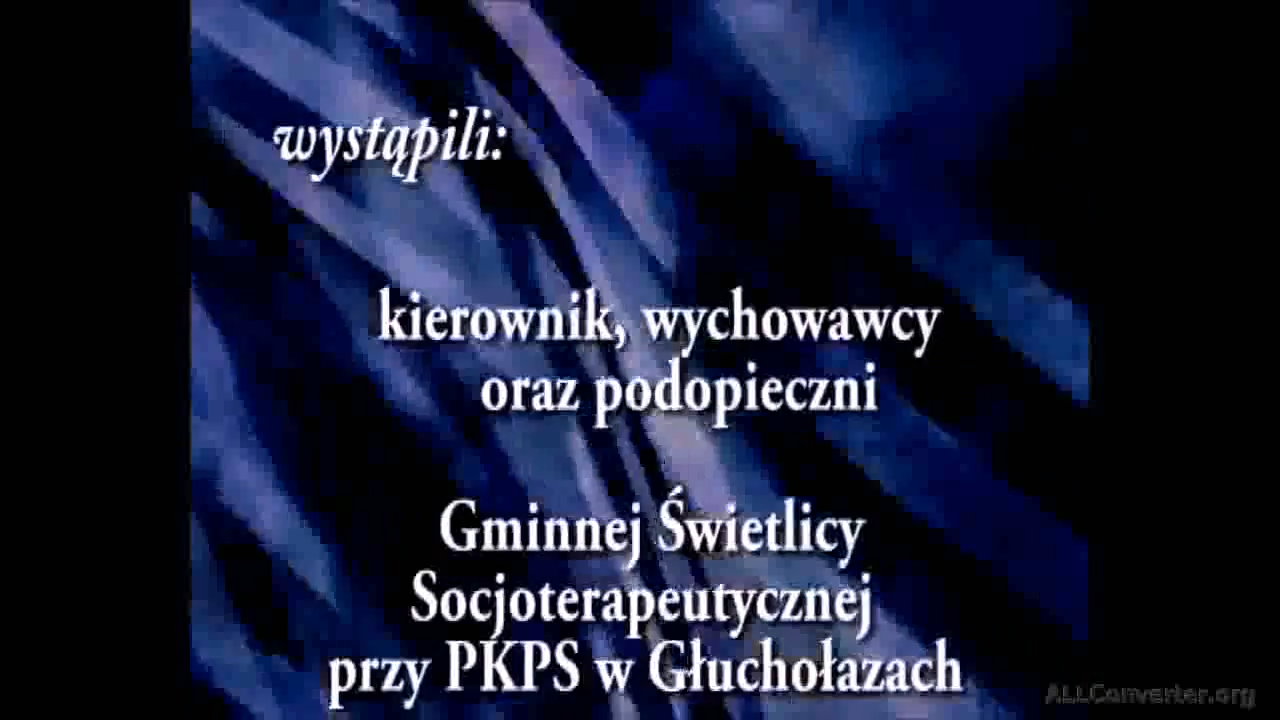 wystąpili:
kierownik, wychowawcy
oraz podopieczni
Gminnej Świetlicy
Socjoterapeutycznej
przy PKPS w Głuchołazach
ALLConverter.org